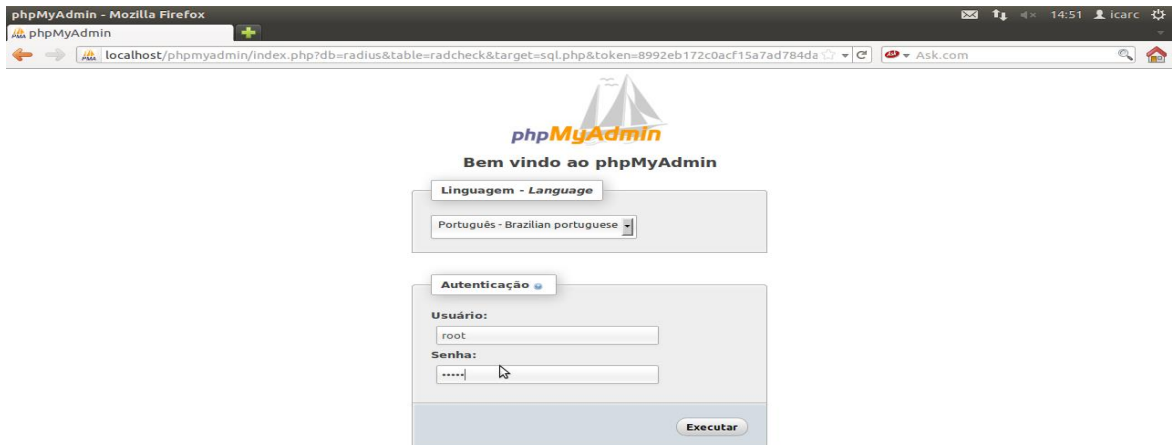 phpMyAdmin - Mozilla Firefox
14:51 icarc
phpMyAdmin
localhost/phpmyadmin/index.php?db=radius&table=radcheck&target=sql.php&token=8992eb172c0acf15a7ad784da
Ask.com
phpMyAdmin
Bem vindo ao phpMyAdmin
Linguagem - Language
Português - Brazilian portuguese
Autenticação
Usuário:
root
Senha:
•••••
Executar